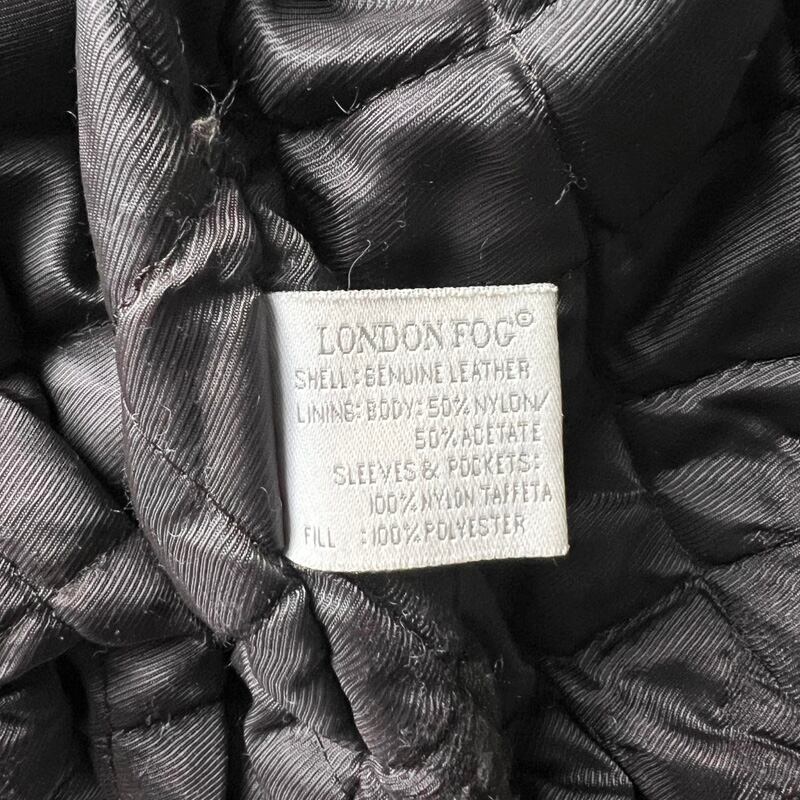 LONDON FOG®
SHELL: GENUINE LEATHER
LINING: BODY: 50% NYLON/
50% ACETATE
SLEEVES & POCKETS:
100% NYLON TAFFETA
FILL : 100% POLYESTER